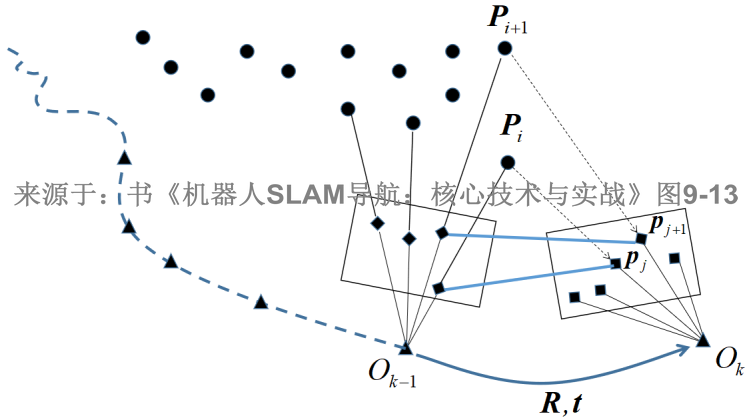 P_{i+1}
P_i
来源于：书《机器人SLAM导航：核心技术与实战》图9-13
p_{j+1}
p_j
O_{k-1}
O_k
R,t